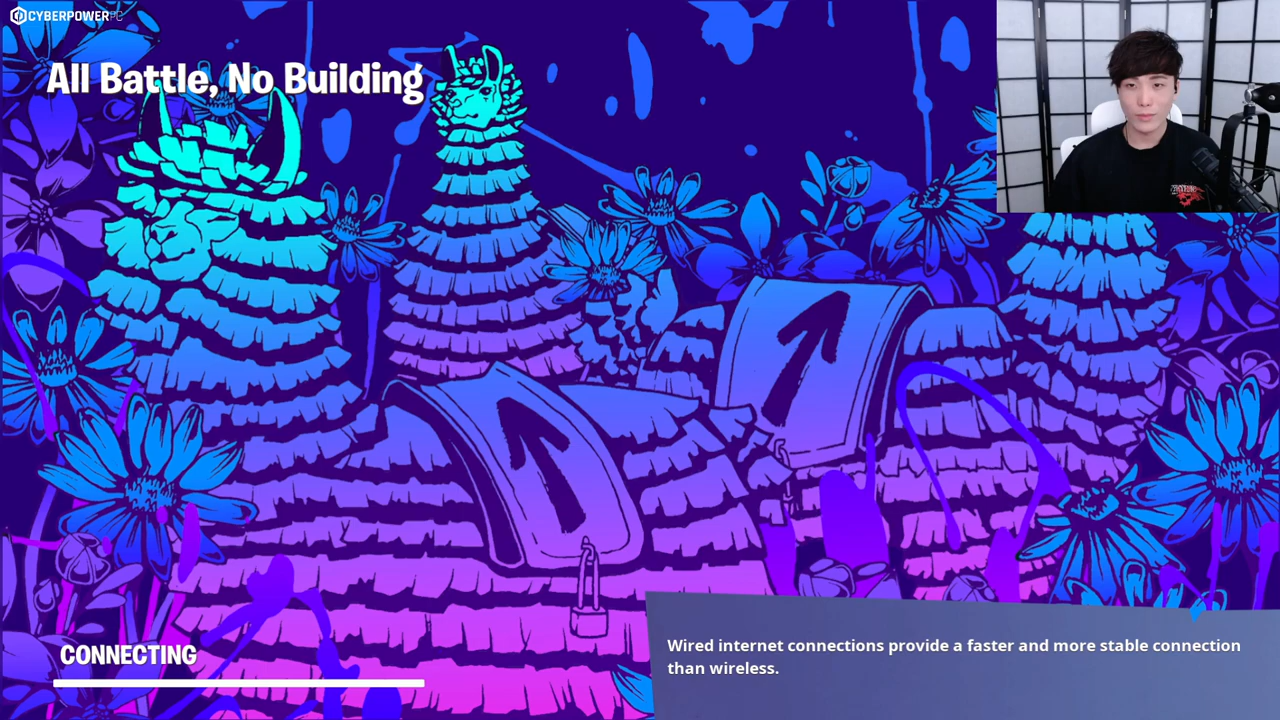 CYBERPOWERPC
All Battle, No Building
CONNECTING
Wired internet connections provide a faster and more stable connection
than wireless.